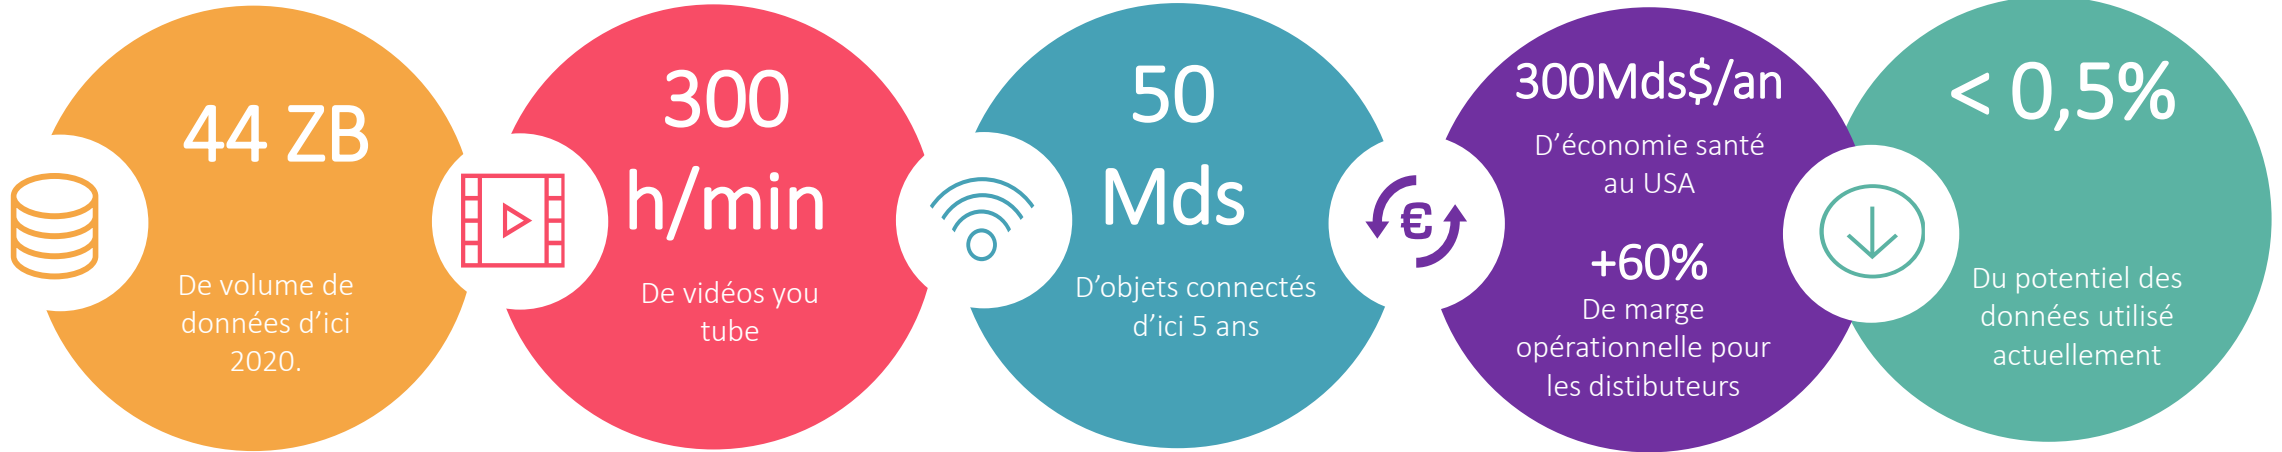 44 ZB
De volume de
données d’ici
2020.
300
h/min
De vidéos you
tube
50
Mds
D’objets connectés
d’ici 5 ans
€
300Mds$/an
D’économie santé
au USA
+60%
De marge
opérationnelle pour
les distibuteurs
< 0,5%
Du potentiel des
données utilisé
actuellement